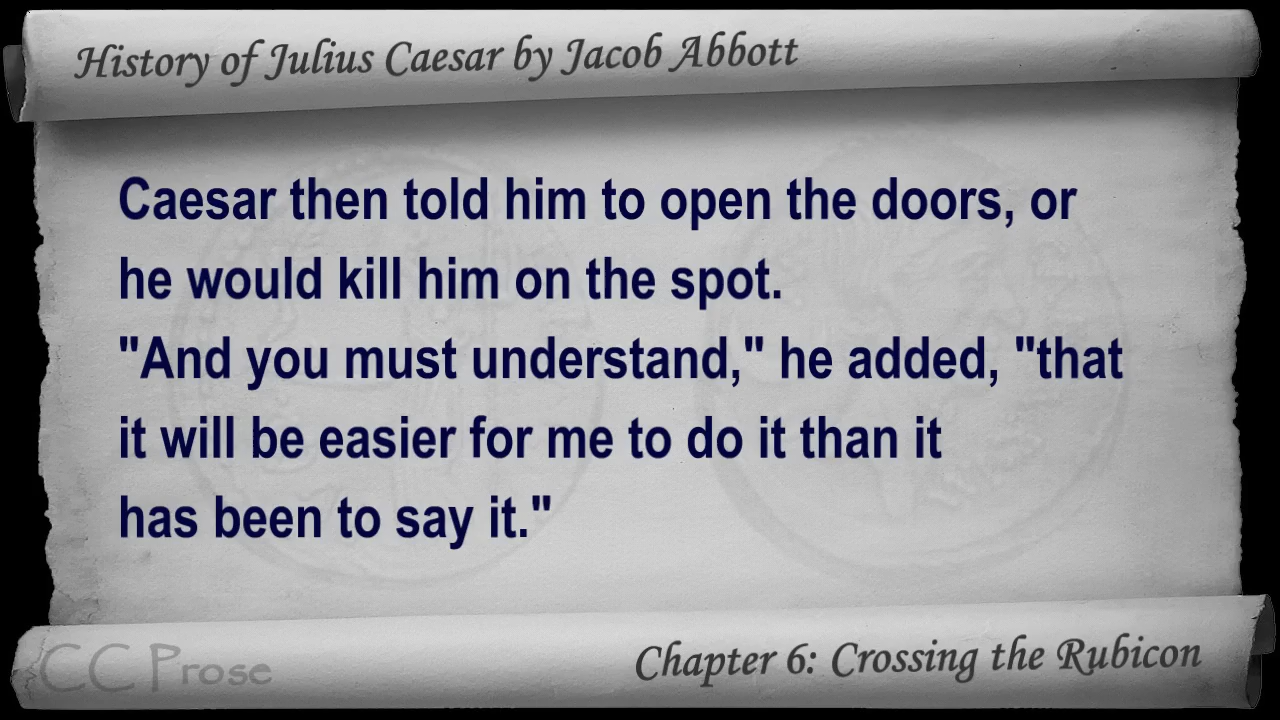 History of Julius Caesar by Jacob Abbott
Caesar then told him to open the doors, or
he would kill him on the spot.
"And you must understand," he added, "that
it will be easier for me to do it than it
has been to say it."
CC Prose
Chapter 6: Crossing the Rubicon